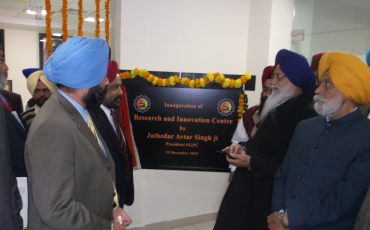 Inauguration of
Research and Innovation Centre
by
Jathedar Avtar Singh ji
President SGPC